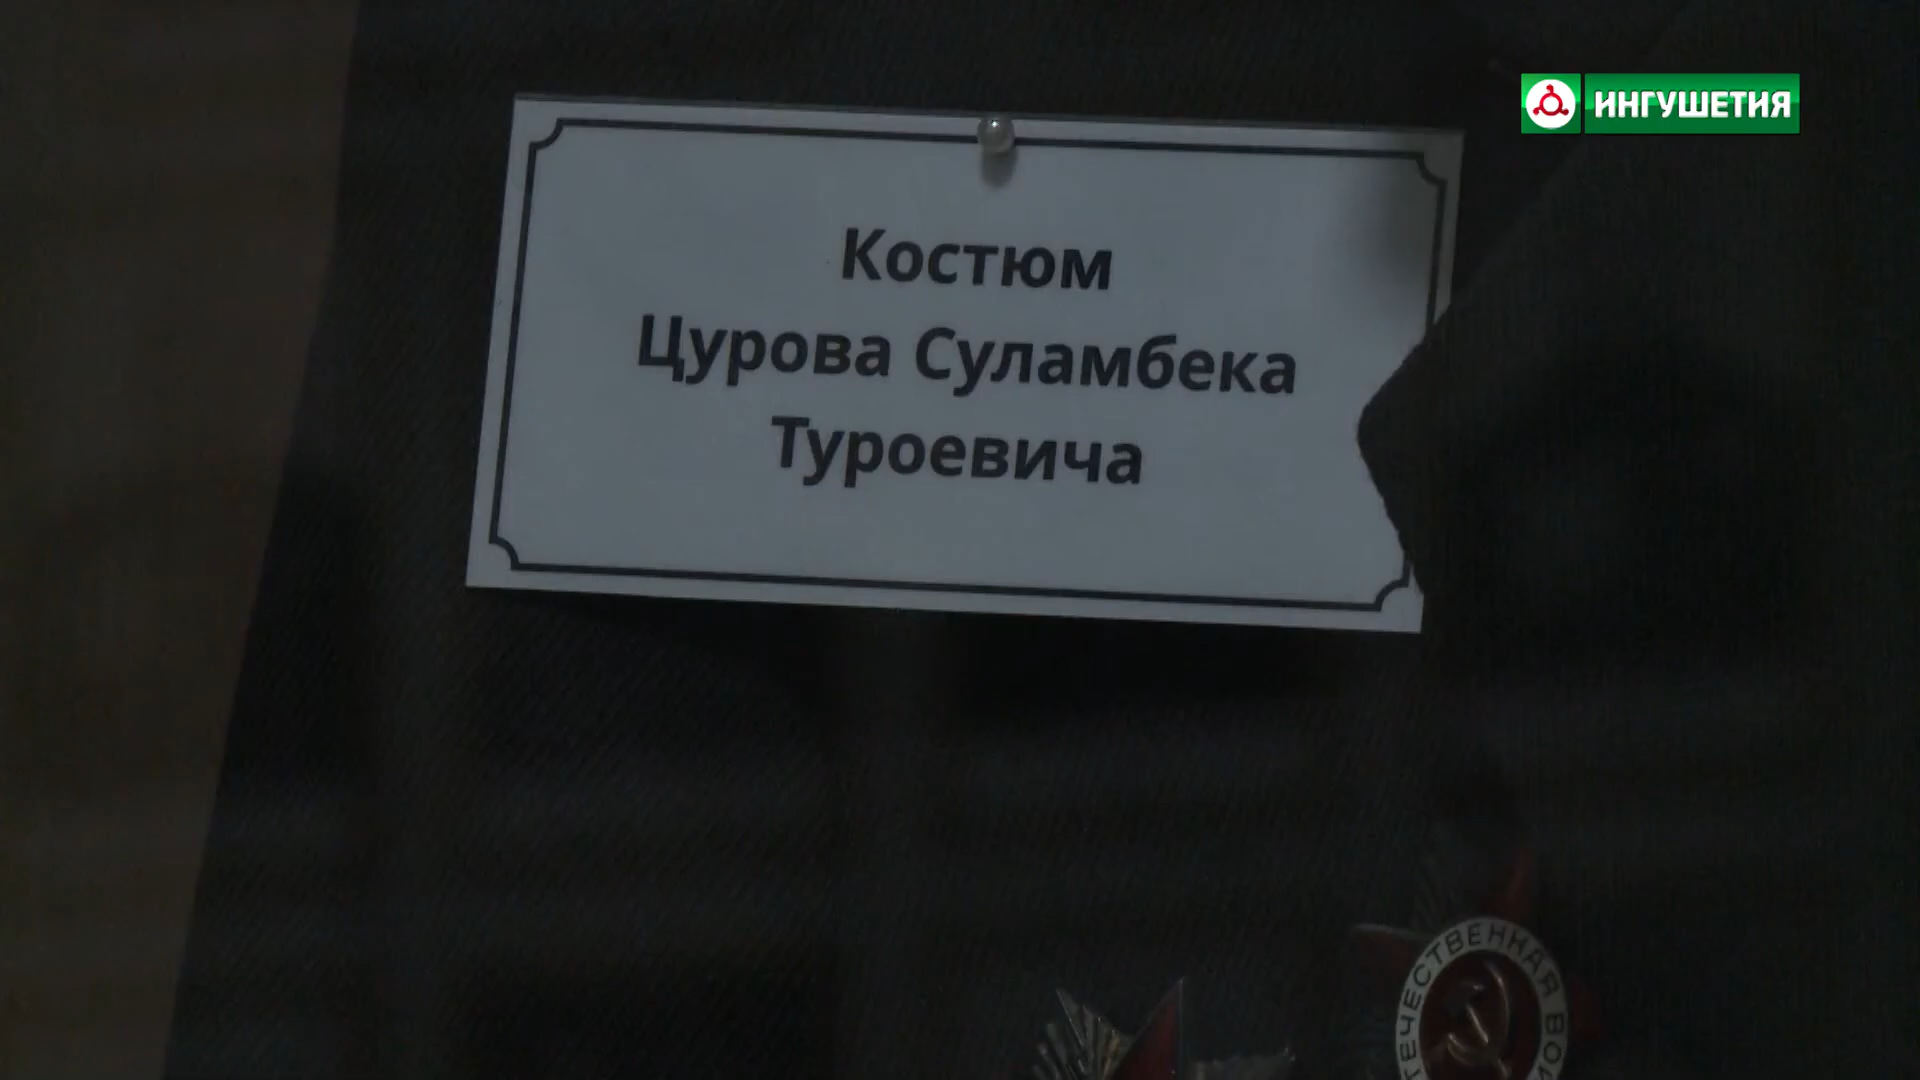 ИНГУШЕТИЯ
Костюм
Цурова Суламбека
Туроевича